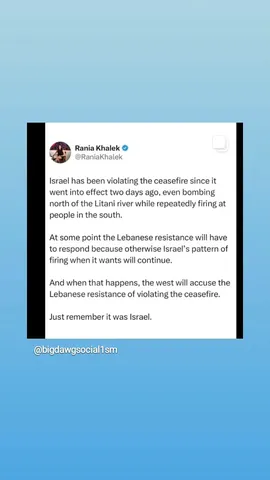 Rania Khalek
@RaniaKhalek
Israel has been violating the ceasefire since it
went into effect two days ago, even bombing
north of the Litani river while repeatedly firing at
people in the south.
At some point the Lebanese resistance will have
to respond because otherwise Israel's pattern of
firing when it wants will continue.
And when that happens, the west will accuse the
Lebanese resistance of violating the ceasefire.
Just remember it was Israel.
@bigdawgsocial1sm